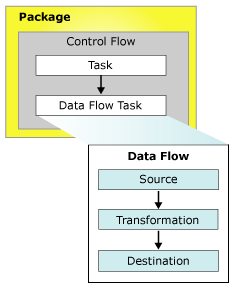 Package
Control Flow
Task
Data Flow Task
Data Flow
Source
Transformation
Destination